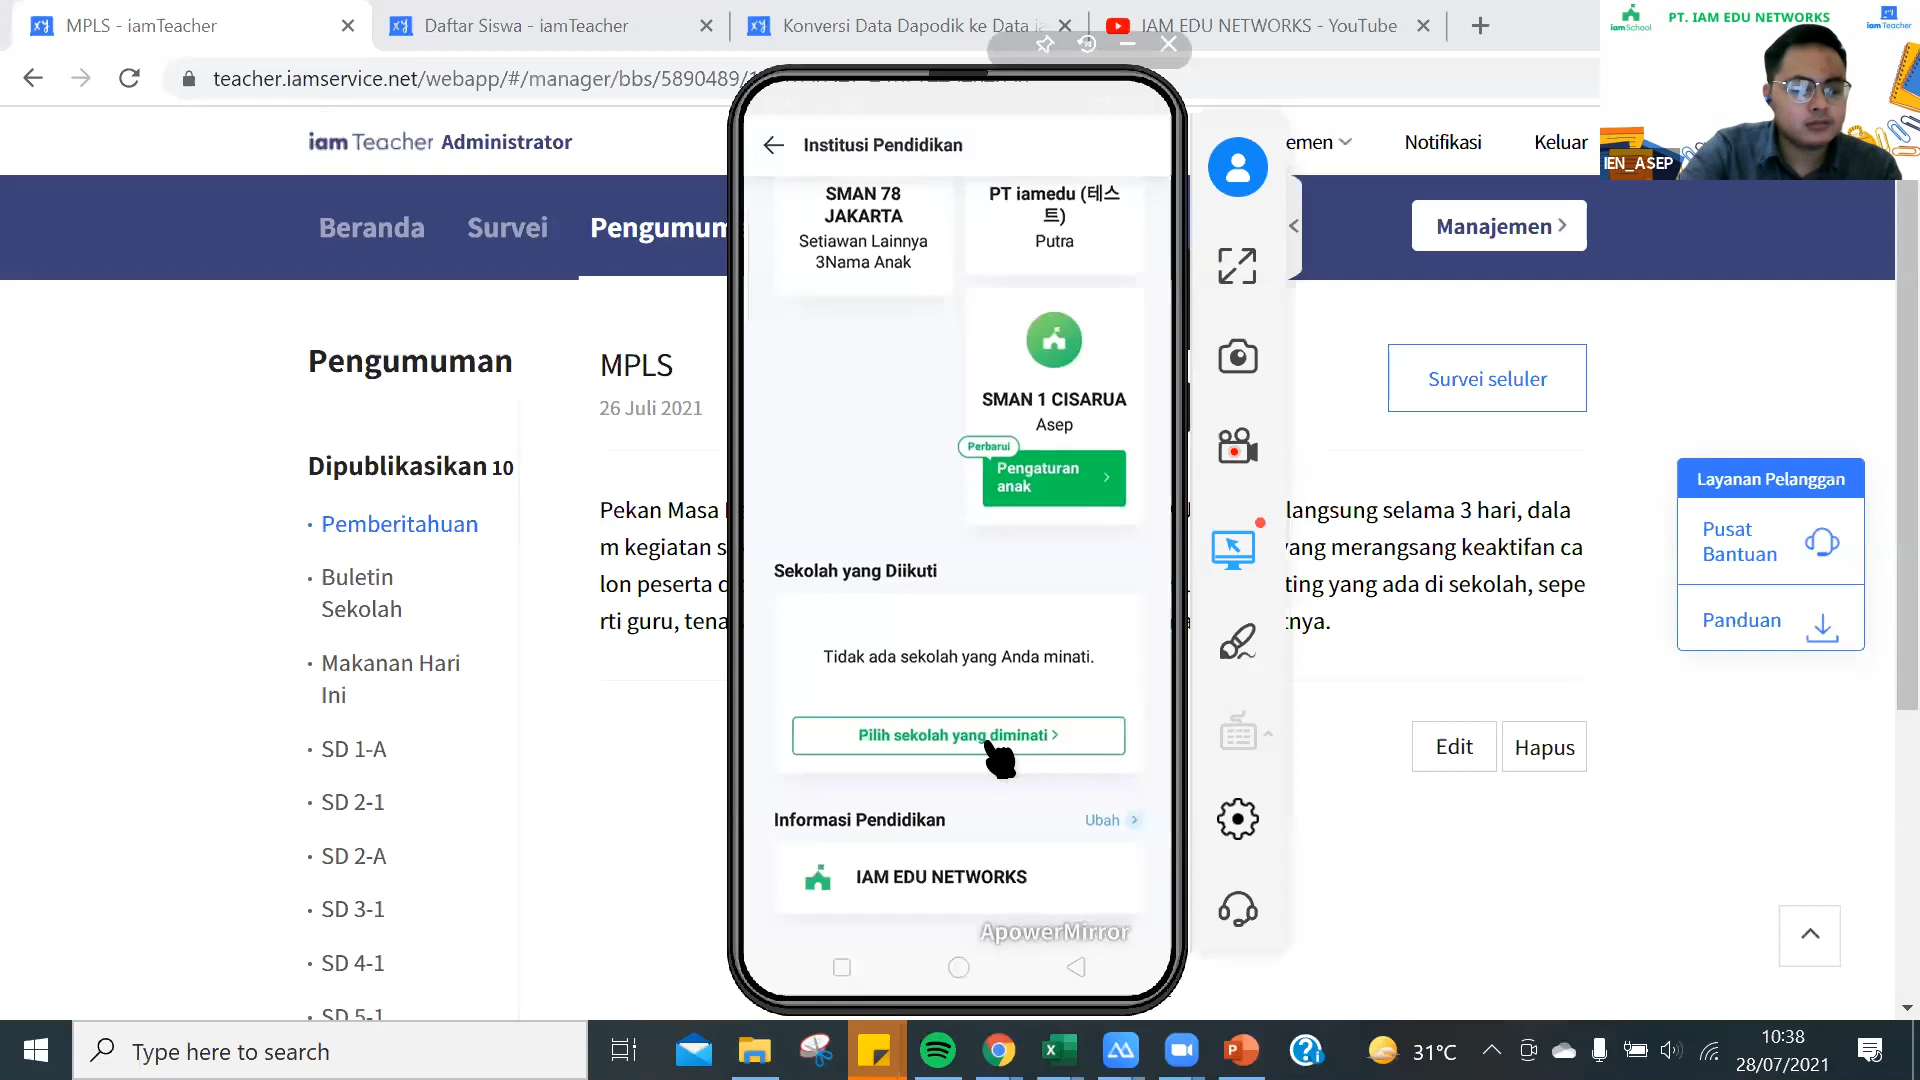 MPLS - iamTeacher
Daftar Siswa - iamTeacher
Konversi Data Dapodik ke Data
IAM EDU NETWORKS - YouTube
teacher.iamservice.net/webapp/#/manager/bbs/5890489/
PT. IAM EDU NETWORKS
iamSchool
iamTeacher
IEN_ASEP
iam Teacher Administrator
emen
Notifikasi
Keluar
Beranda
Survei
Pengumum
Manajemen
Pengumuman
Dipublikasikan 10
Pemberitahuan
Buletin
Sekolah
Makanan Hari
Ini
SD 1-A
SD 2-1
SD 2-A
SD 3-1
SD 4-1
SD 5-1
MPLS
26 Juli 2021
Survei seluler
Pekan Masa
langsung selama 3 hari, dala
m kegiatan s
yang merangsang keaktifan ca
lon peserta d
ting yang ada di sekolah, sepe
rti guru, tena
tnya.
Edit
Hapus
Layanan Pelanggan
Pusat
Bantuan
Panduan
Institusi Pendidikan
SMAN 78
JAKARTA
Setiawan Lainnya
3Nama Anak
PT iamedu (테스
트)
Putra
SMAN 1 CISARUA
Asep
Perbarui
Pengaturan
anak
Sekolah yang Diikuti
Tidak ada sekolah yang Anda minati.
Pilih sekolah yang diminati
Informasi Pendidikan
Ubah
IAM EDU NETWORKS
ApowerMirror
Type here to search
31°C
10:38
28/07/2021